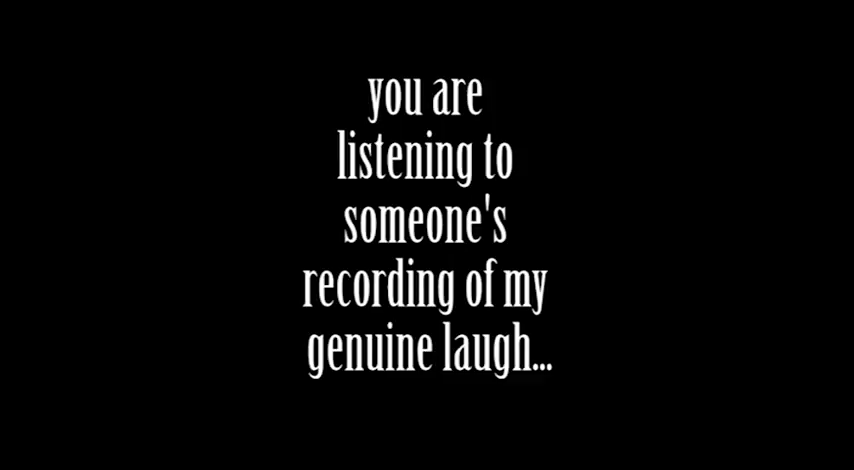 you are
listening to
someone's
recording of my
genuine laugh...